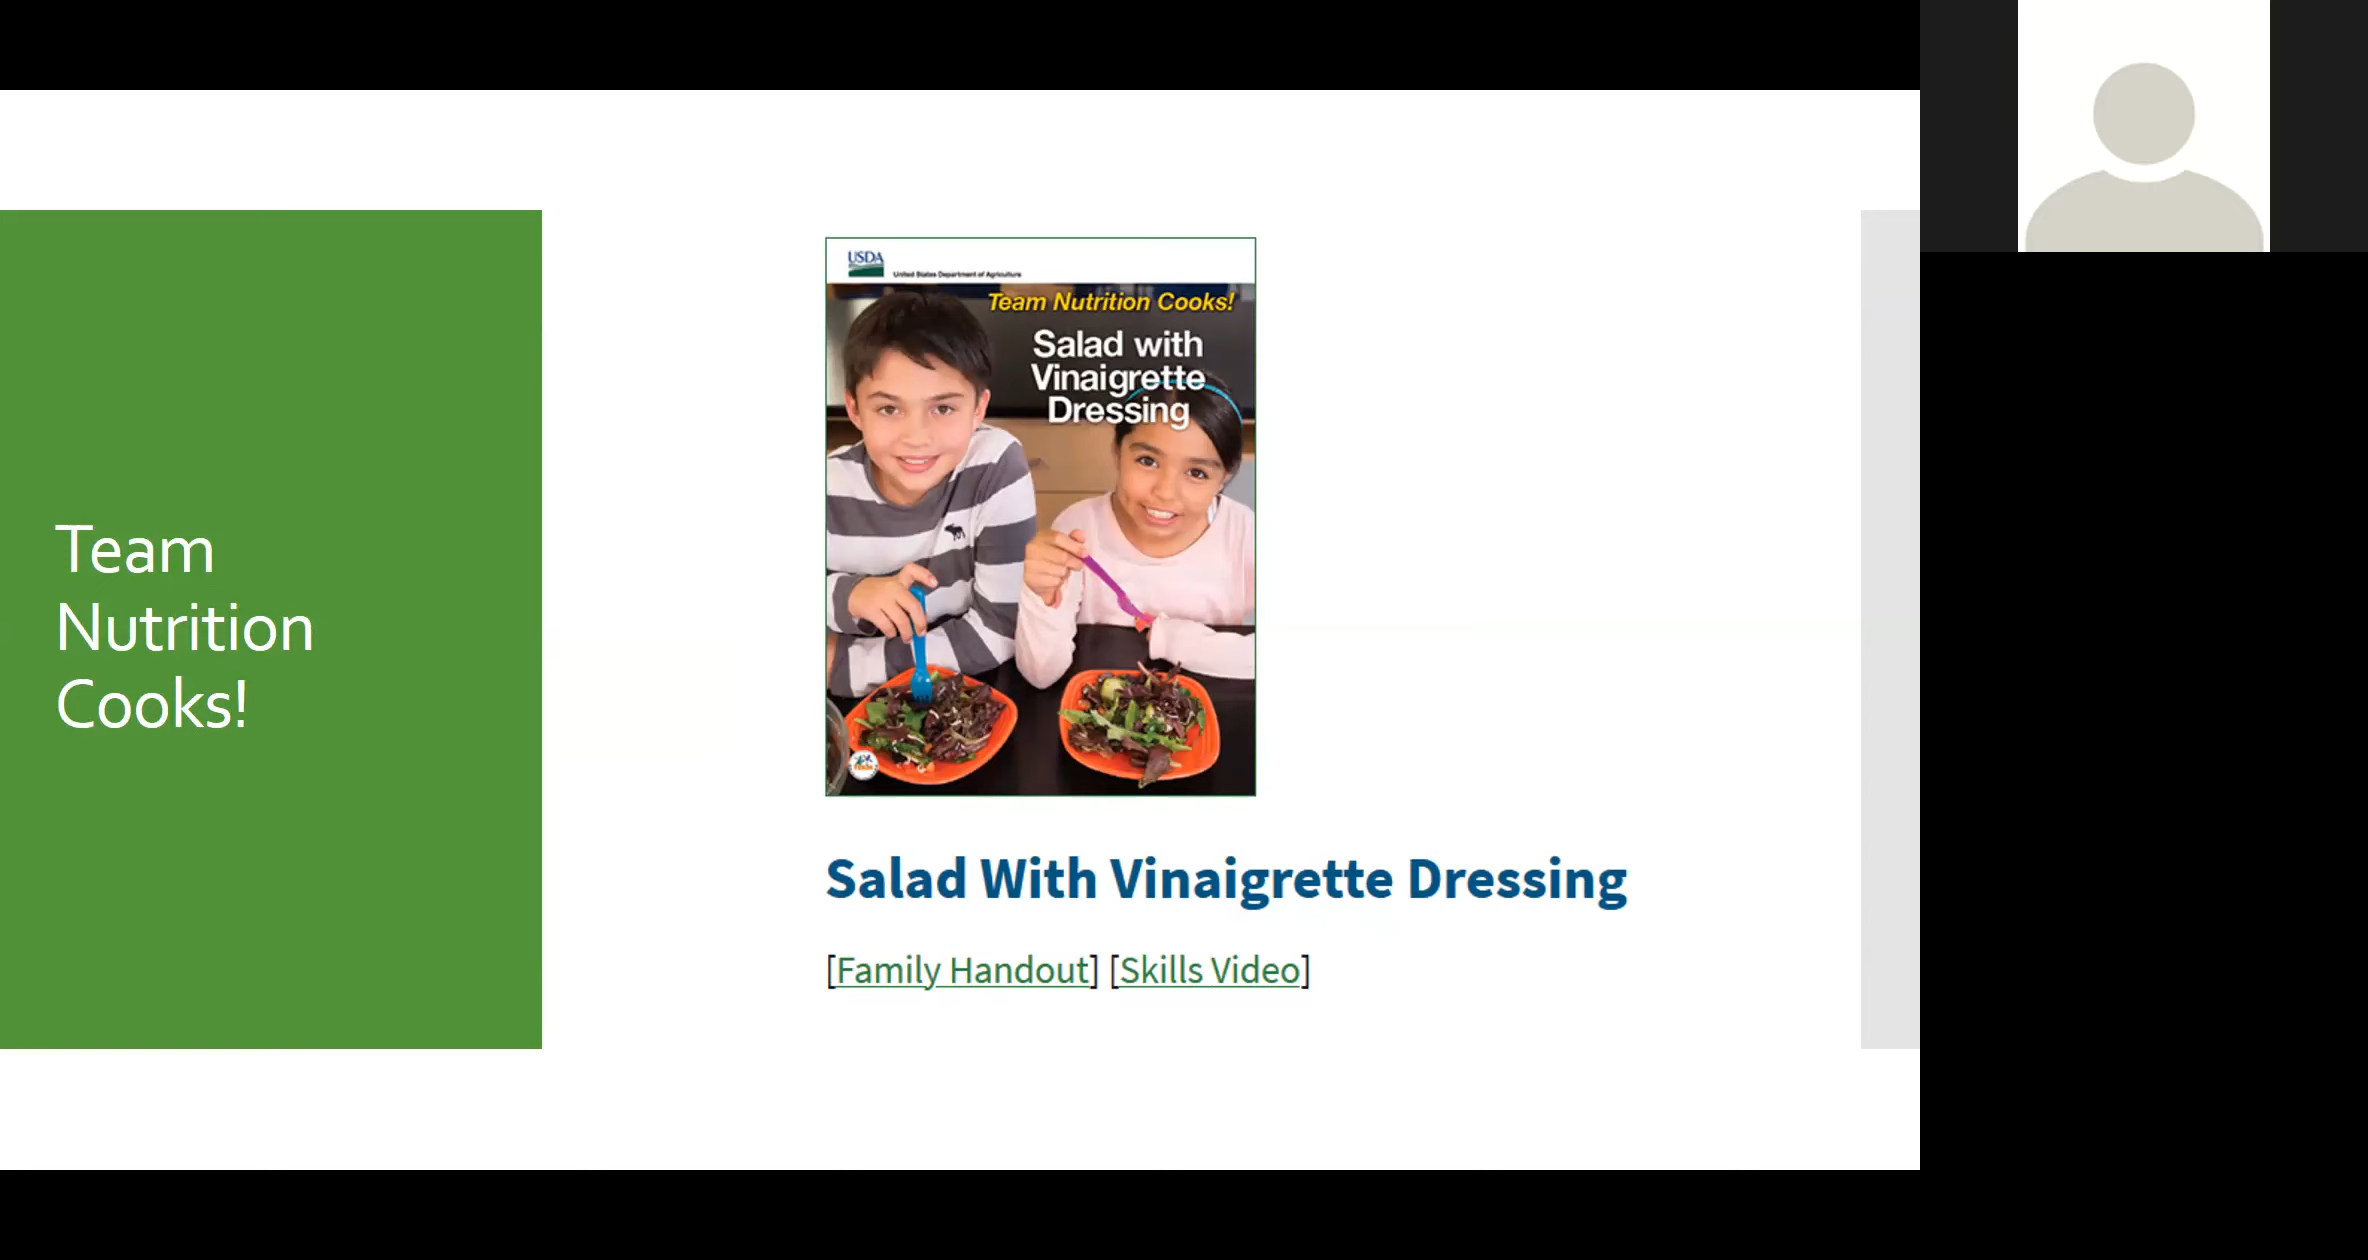 Team
Nutrition
Cooks!
USDA
United States Department of Agriculture
Team Nutrition Cooks!
Salad with
Vinaigrette
Dressing
Salad With Vinaigrette Dressing
[Family Handout] [Skills Video]